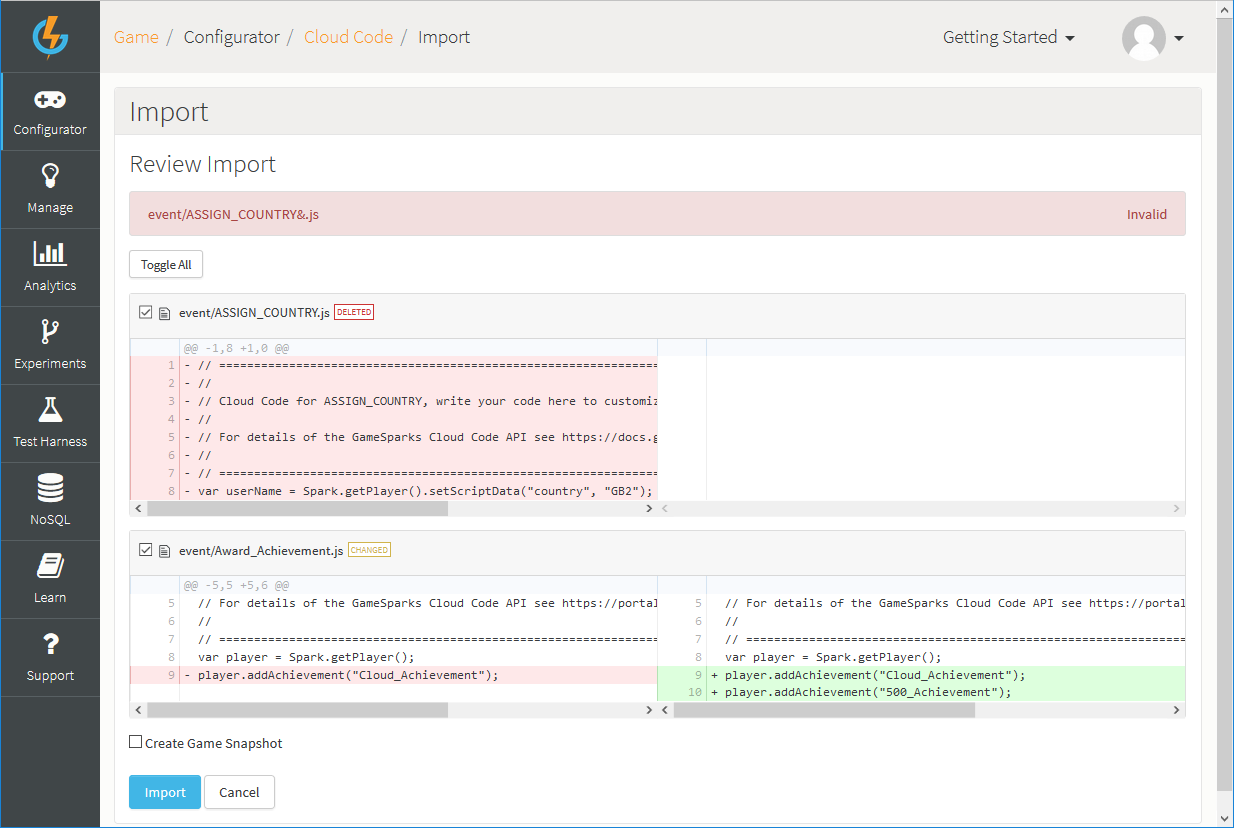 Game / Configurator / Cloud Code / Import
Getting Started
Configurator
Manage
Analytics
Experiments
Test Harness
NoSQL
Learn
Support
Import
Review Import
event/ASSIGN_COUNTRY&.js Invalid
Toggle All
event/ASSIGN_COUNTRY.js DELETED
@@ -1,8 +1,0 @@
1 - // ===============================================================
2 - //
3 - // Cloud Code for ASSIGN_COUNTRY, write your code here to customiz
4 - //
5 - // For details of the GameSparks Cloud Code API see https://docs.g
6 - //
7 - // ===============================================================
8 - var userName = Spark.getPlayer().setScriptData("country", "GB2");
event/Award_Achievement.js CHANGED
@@ -5,5 +5,6 @@
5 // For details of the GameSparks Cloud Code API see https://portal
6 //
7 // ===============================================================
8 var player = Spark.getPlayer();
9 - player.addAchievement("Cloud_Achievement");
5 // For details of the GameSparks Cloud Code API see https://portal
6 //
7 // ===============================================================
8 var player = Spark.getPlayer();
9 + player.addAchievement("Cloud_Achievement");
10 + player.addAchievement("500_Achievement");
Create Game Snapshot
Import Cancel